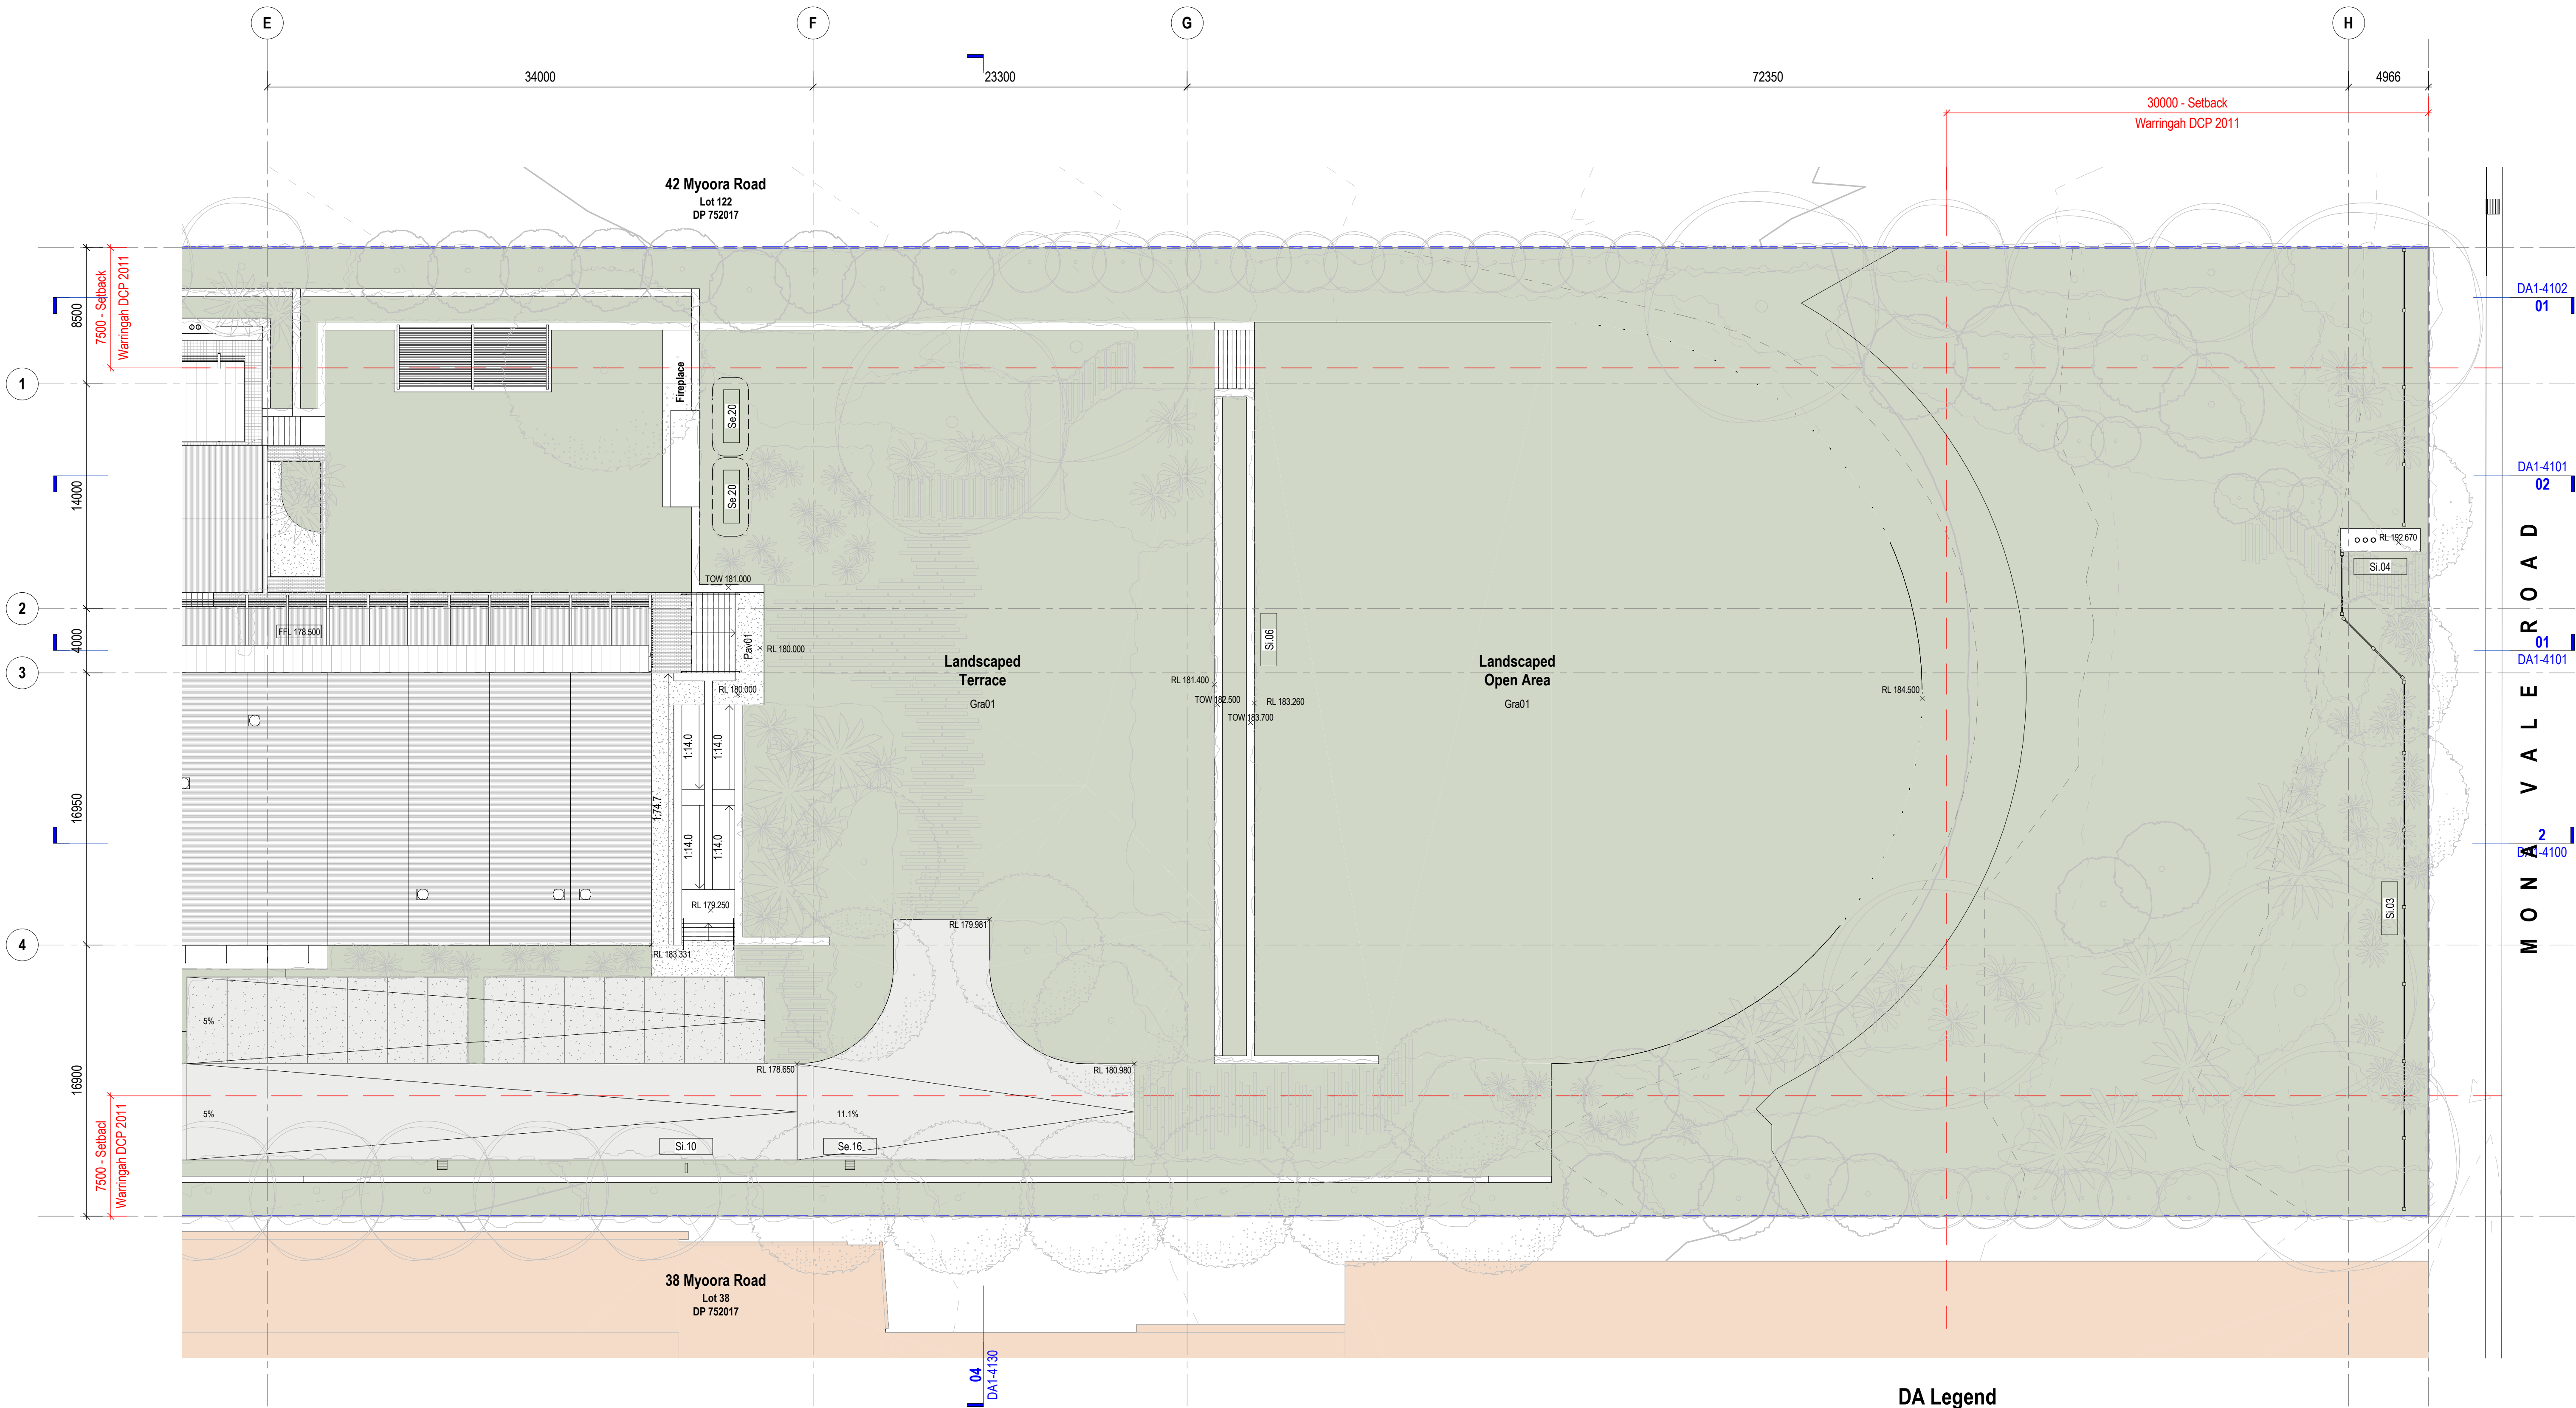 E
F
G
H
34000
23300
72350
4966
30000 - Setback
Warringah DCP 2011
42 Myoora Road
Lot 122
DP 752017
8500
7500 - Setback
Warringah DCP 2011
DA1-4102
01
1
Fireplace
Se.20
Se.20
14000
DA1-4101
02
RL 192.670
Si.04
TOW 181.000
2
FFL 178.500
4000
Pav01
RL 180.000
Si.06
01
DA1-4101
3
Landscaped
Terrace
Gra01
Landscaped
Open Area
Gra01
RL 180.000
RL 181.400
TOW 182.500
RL 183.260
TOW 183.700
RL 184.500
MONA VALE ROAD
1:14.0
1:14.0
1:74.7
16950
1:14.0
1:14.0
2
DA1-4100
RL 179.250
Si.03
RL 179.981
4
RL 183.331
5%
RL 178.650
RL 180.980
16900
5%
11.1%
7500 - Setbacl
Warringah DCP 2011
Si.10
Se.16
38 Myoora Road
Lot 38
DP 752017
04
DA1-4130
DA Legend